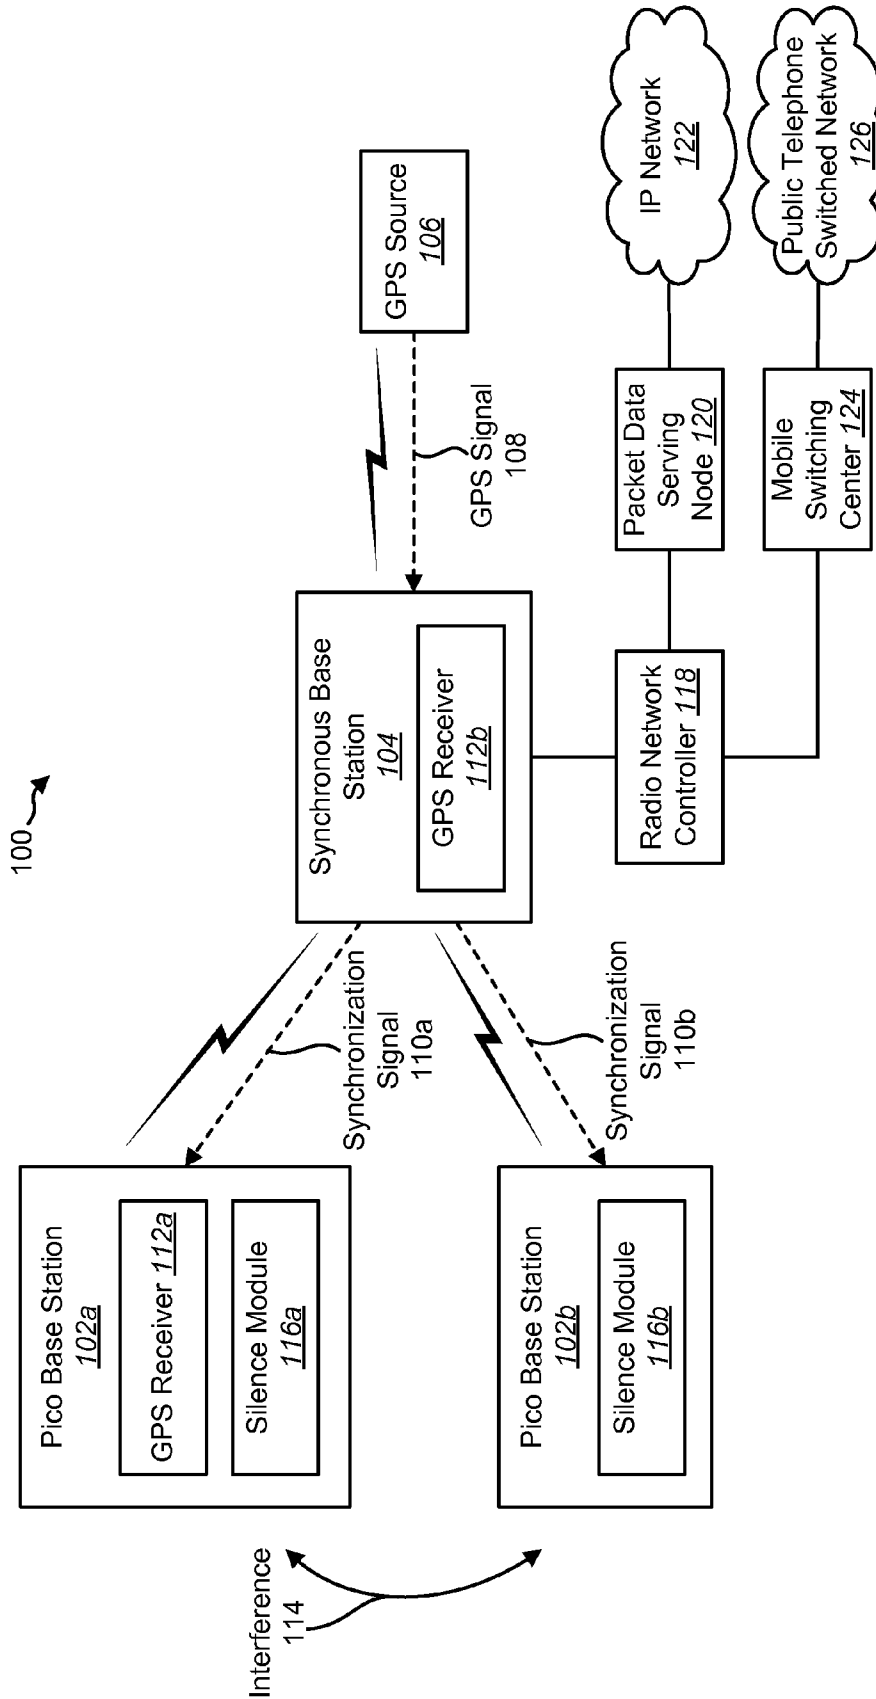 100
Pico Base Station
102a
GPS Receiver 112a
Silence Module
116a
Interference
114
Pico Base Station
102b
Silence Module
116b
Synchronization
Signal
110a
Synchronization
Signal
110b
Synchronous Base
Station
104
GPS Receiver
112b
GPS Signal
108
GPS Source
106
Radio Network
Controller 118
Packet Data
Serving
Node 120
IP Network
122
Mobile
Switching
Center 124
Public Telephone
Switched Network
126